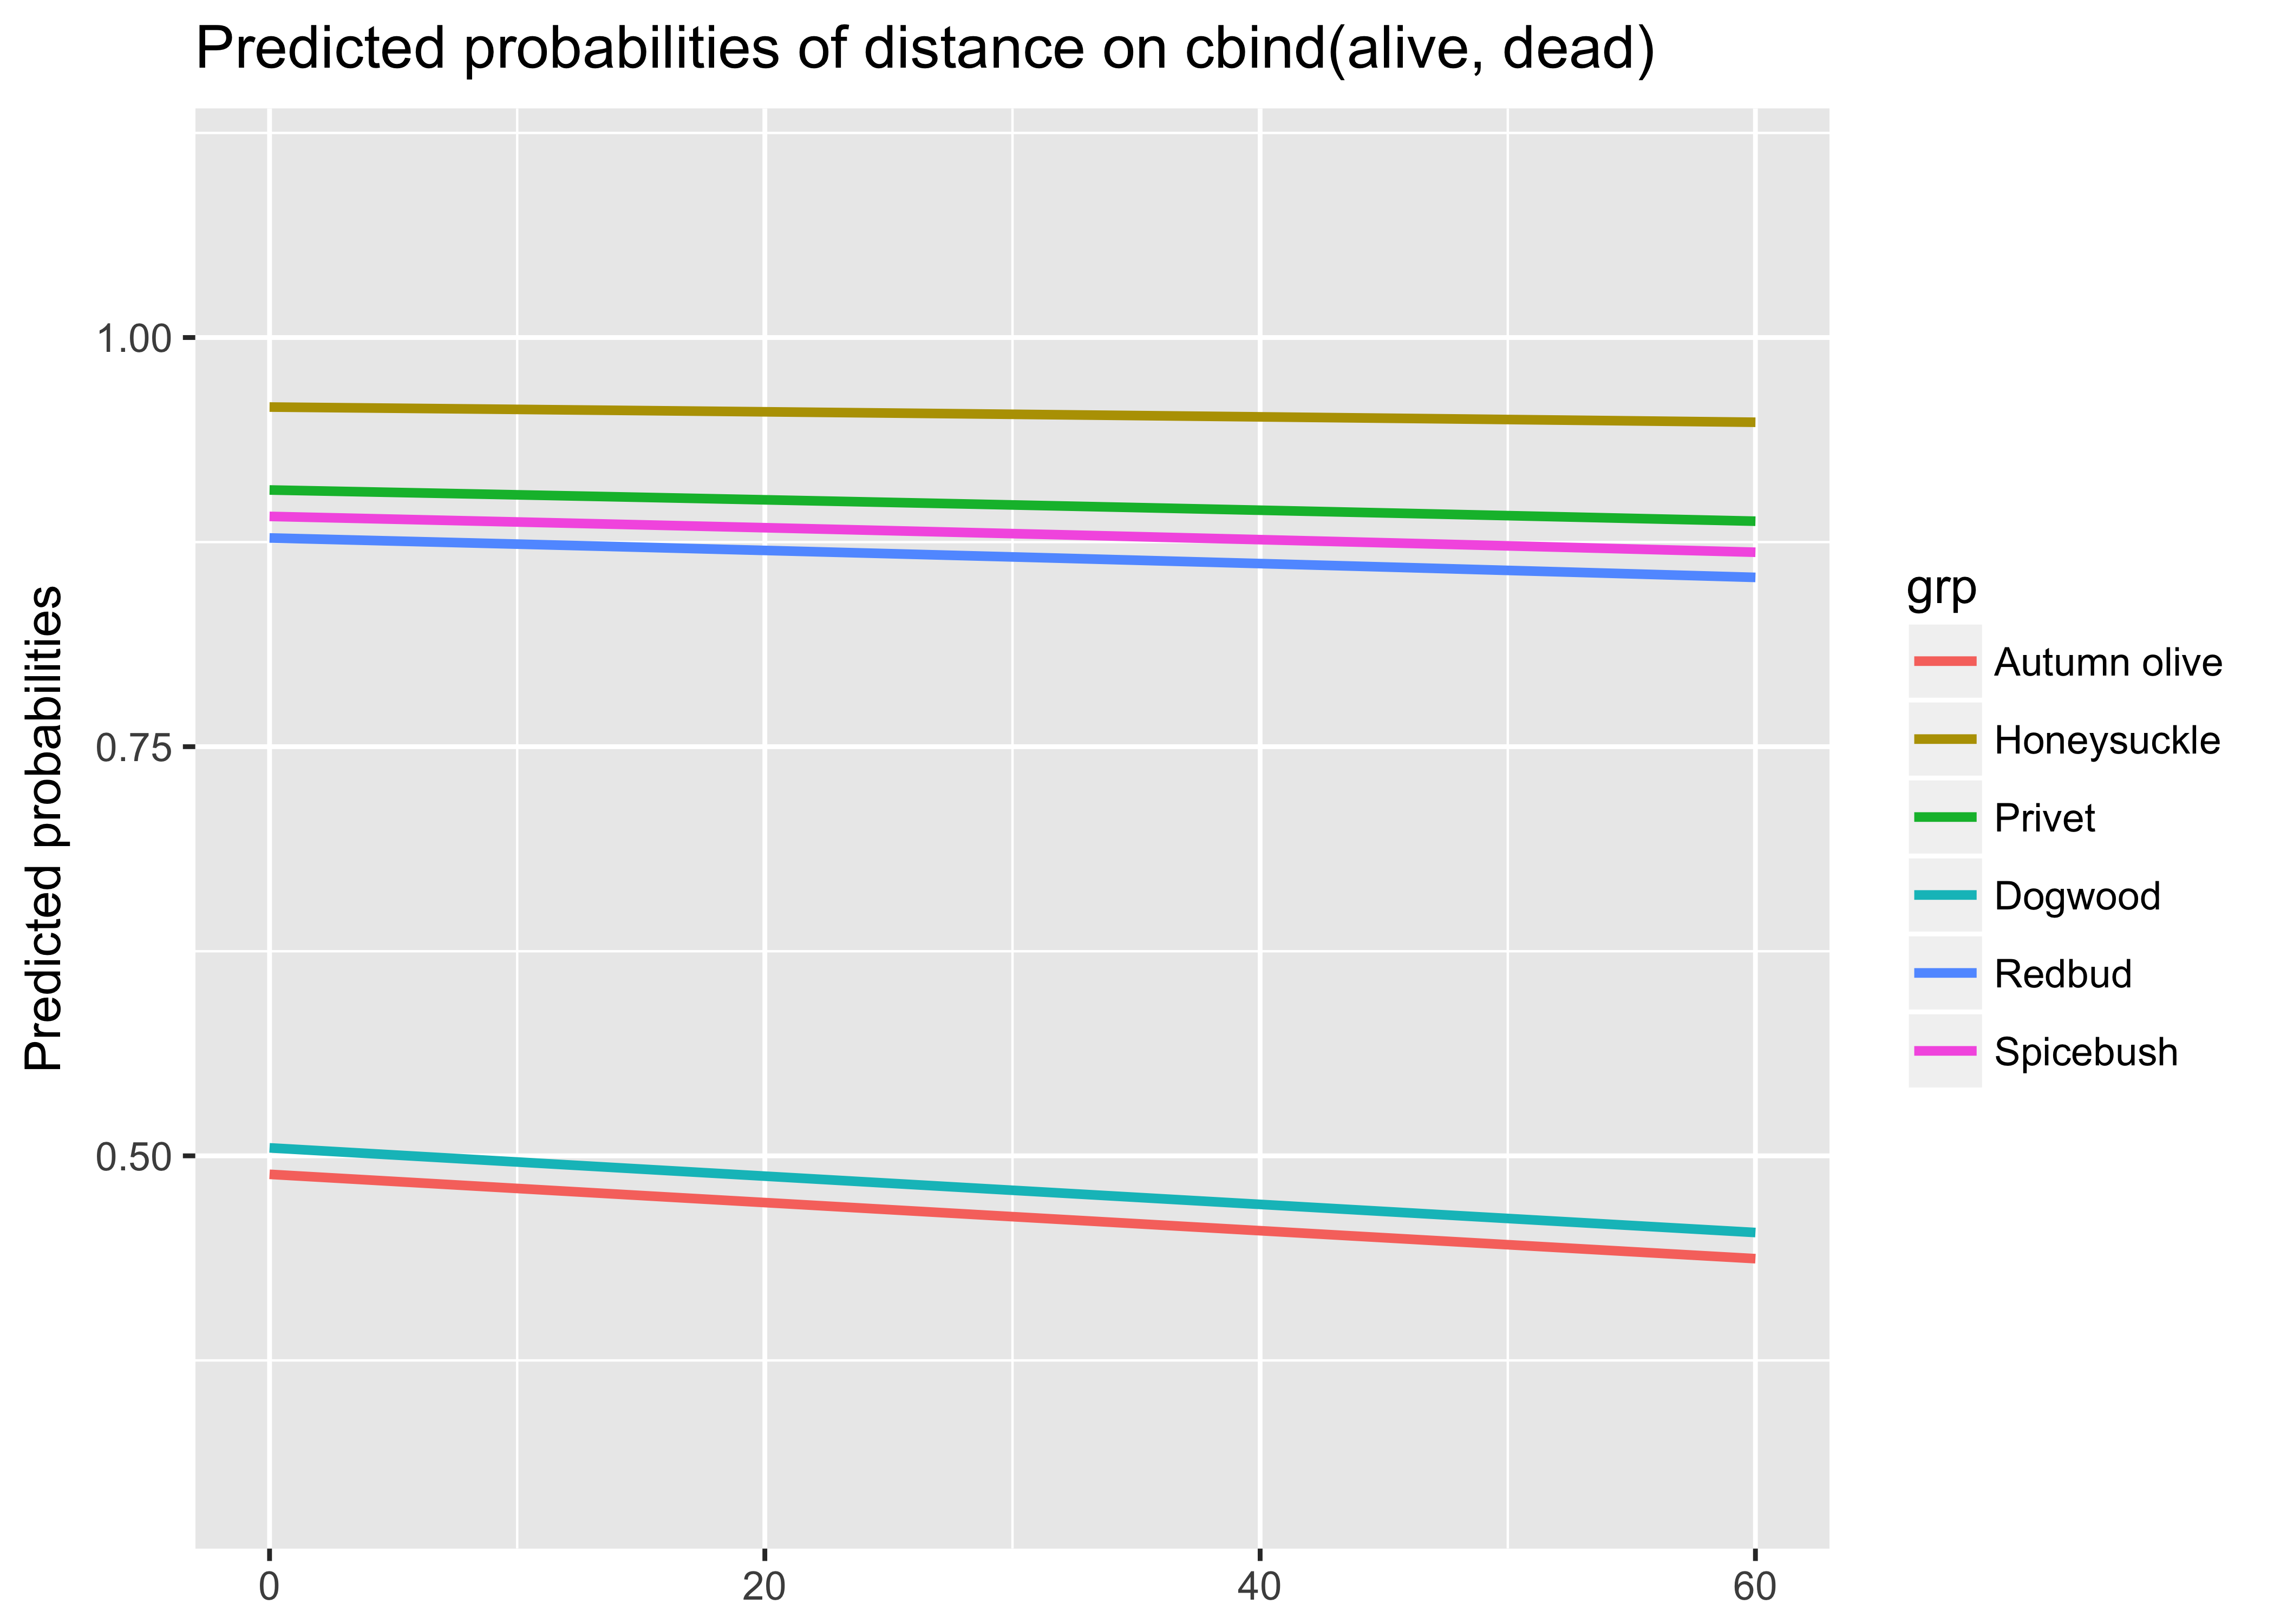 Predicted probabilities of distance on cbind(alive, dead)
Predicted probabilities
1.00
0.75
0.50
0
20
40
60
grp
Autumn olive
Honeysuckle
Privet
Dogwood
Redbud
Spicebush